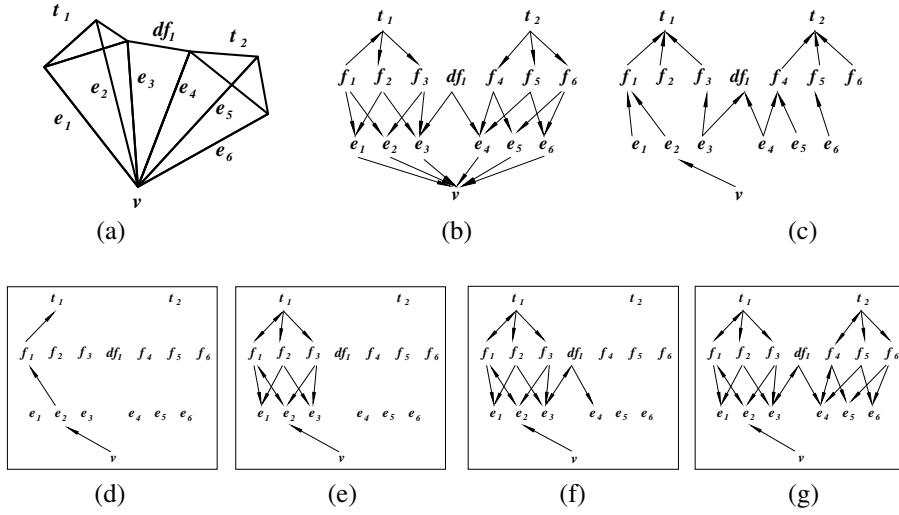 t1 df1 t2
e1 e2 e3 e4 e5 e6
v
(a)
t1 t2
f1 f2 f3 df1 f4 f5 f6
e1 e2 e3 e4 e5 e6
v
(b)
t1 t2
f1 f2 f3 df1 f4 f5 f6
e1 e2 e3 e4 e5 e6
v
(c)
t1 t2
f1 f2 f3 df1 f4 f5 f6
e1 e2 e3 e4 e5 e6
v
(d)
t1 t2
f1 f2 f3 df1 f4 f5 f6
e1 e2 e3 e4 e5 e6
(e)
t1 t2
f1 f2 f3 df1 f4 f5 f6
e1 e2 e3 e4 e5 e6
v
(f)
t1 t2
f1 f2 f3 df1 f4 f5 f6
e1 e2 e3 e4 e5 e6
v
(g)